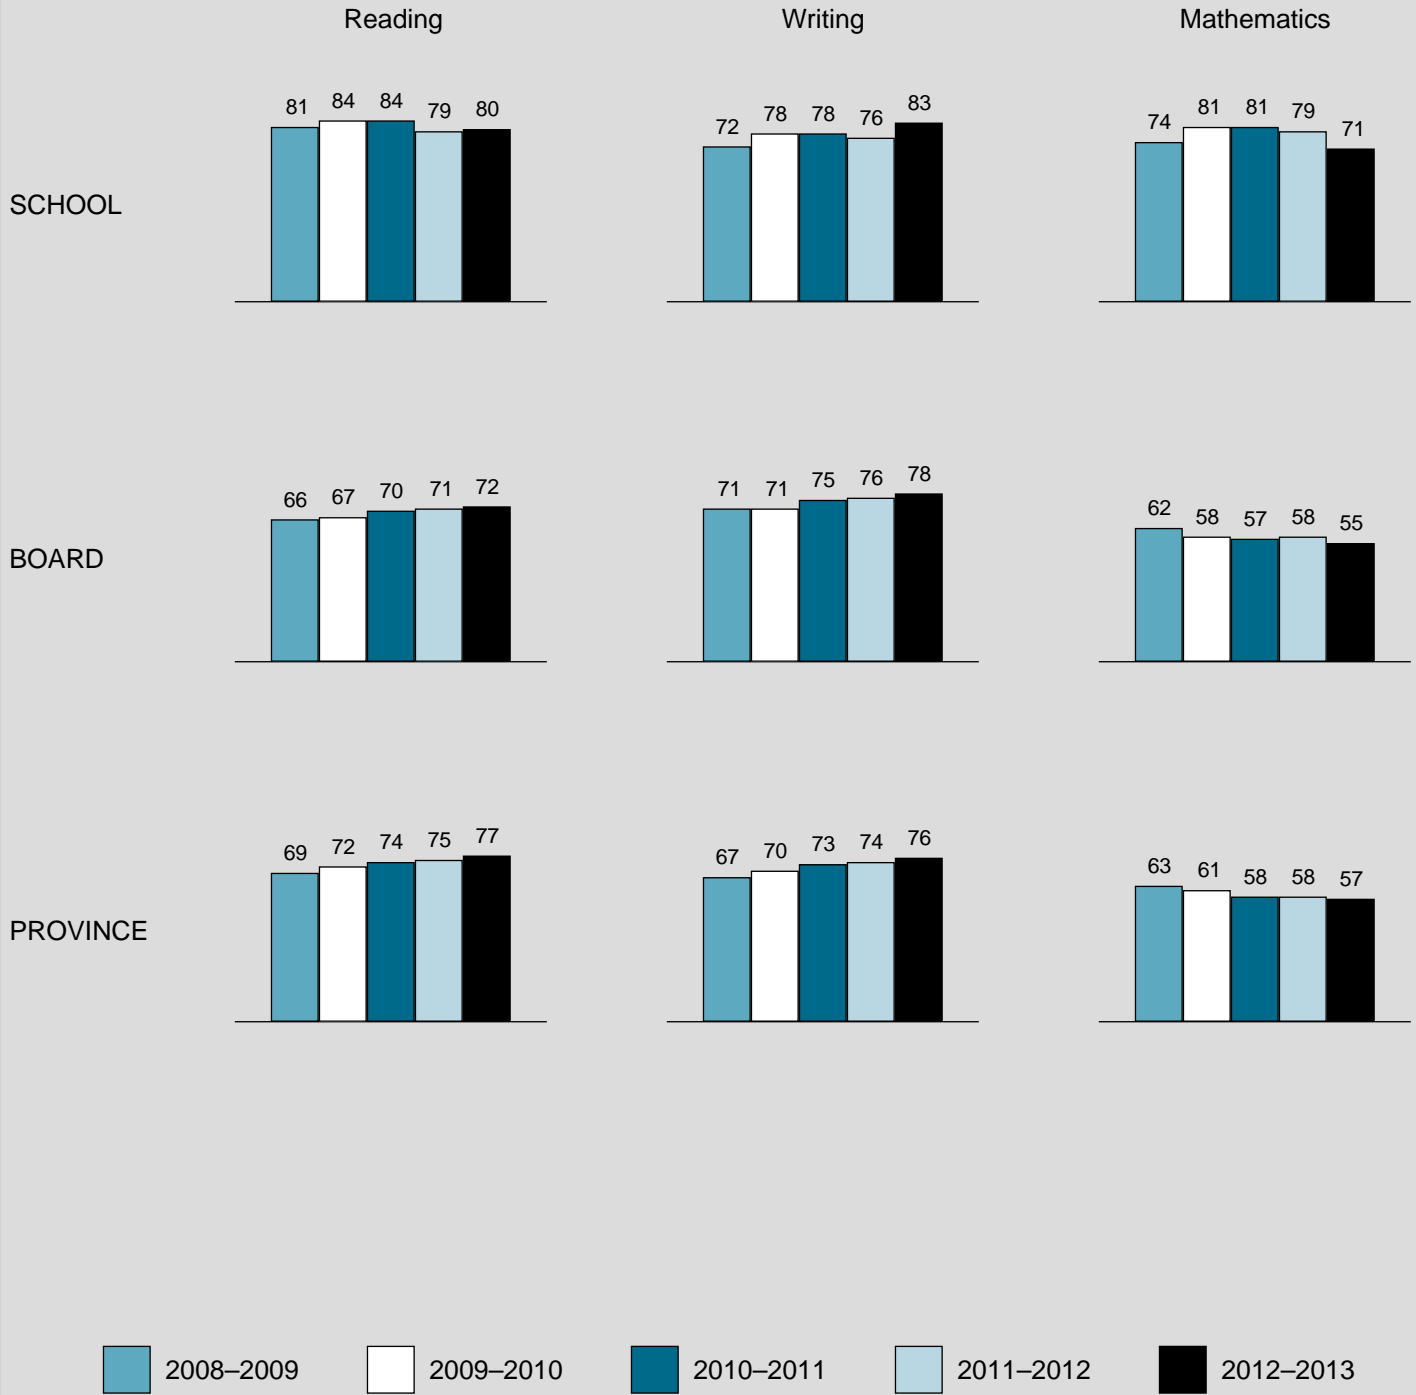 Reading Writing Mathematics
81 84 84 79 80 72 78 78 76 83 74 81 81 79 71
SCHOOL
66 67 70 71 72 71 71 75 76 78 62 58 57 58 55
BOARD
69 72 74 75 77 67 70 73 74 76 63 61 58 58 57
PROVINCE
2008–2009 2009–2010 2010–2011 2011–2012 2012–2013